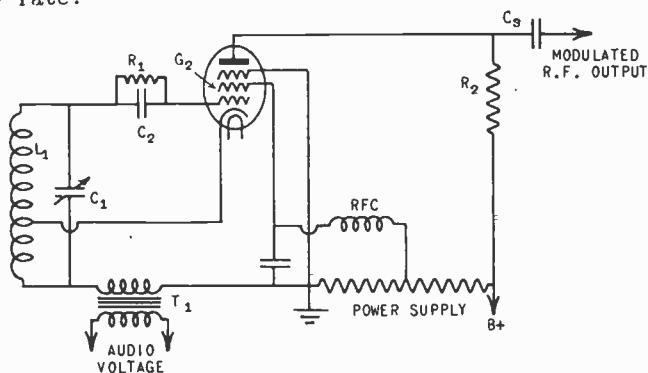 rate.
C3
MODULATED
R.F. OUTPUT
G2
R1
C2
R2
L1
C1
RFC
T1
POWER SUPPLY
B+
AUDIO
VOLTAGE